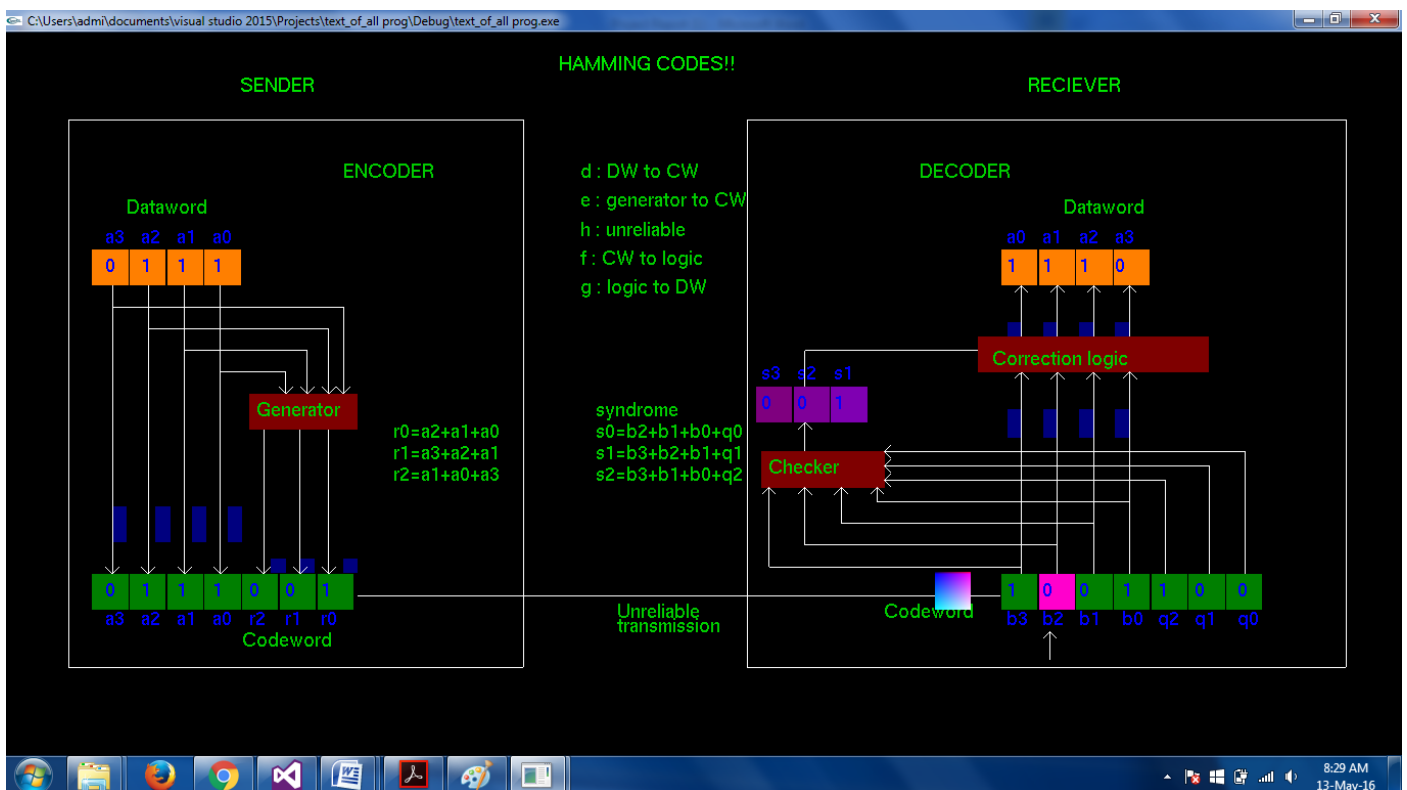 C:\Users\admi\documents\visual studio 2015\Projects\text_of_all prog\Debug\text_of_all prog.exe
HAMMING CODES!!
SENDER
RECIEVER
ENCODER
Dataword
a3 a2 a1 a0
0 1 1 1
Generator
r0=a2+a1+a0
r1=a3+a2+a1
r2=a1+a0+a3
0 1 1 1 0 0 1
a3 a2 a1 a0 r2 r1 r0
Codeword
d : DW to CW
e : generator to CW
h : unreliable
f : CW to logic
g : logic to DW
syndrome
s0=b2+b1+b0+q0
s1=b3+b2+b1+q1
s2=b3+b1+b0+q2
Unreliable
transmission
DECODER
Dataword
a0 a1 a2 a3
1 1 1 0
Correction logic
s3 s2 s1
0 0 1
Checker
Codeword
1 0 0 1 1 0 0
b3 b2 b1 b0 q2 q1 q0
8:29 AM
13-May-16